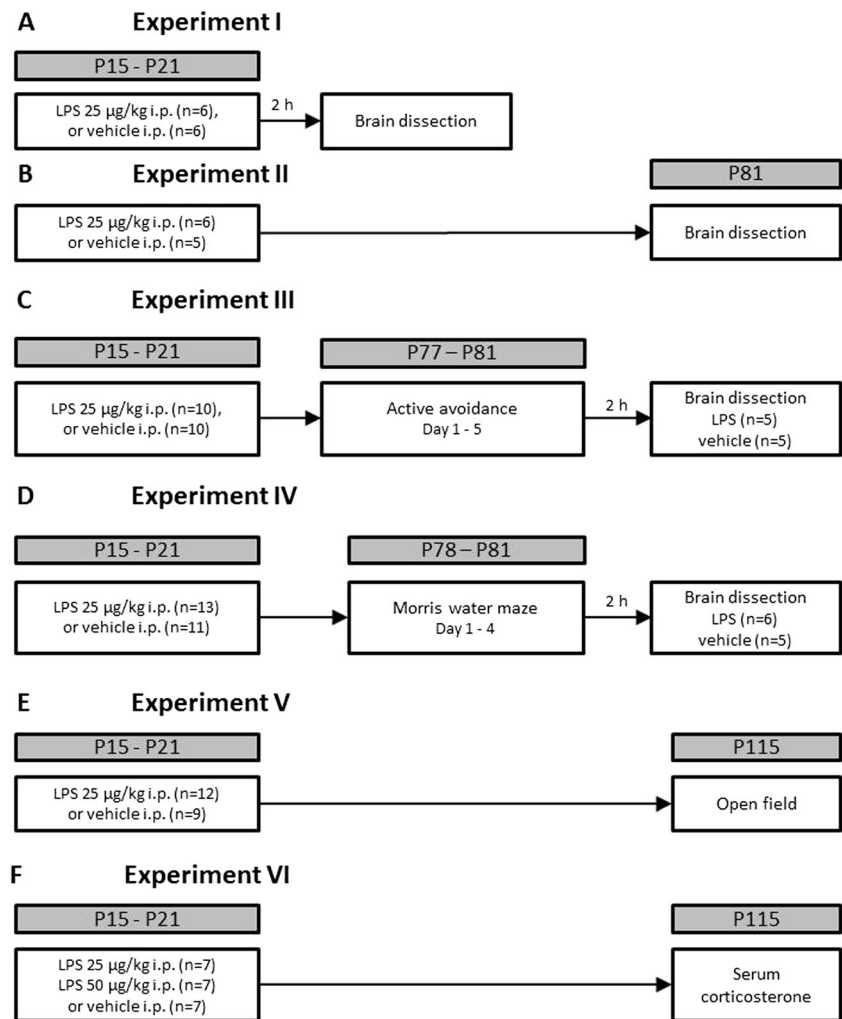 A Experiment I
P15 - P21
LPS 25 µg/kg i.p. (n=6),
or vehicle i.p. (n=6)
2 h
Brain dissection
B Experiment II
P81
LPS 25 µg/kg i.p. (n=6)
or vehicle i.p. (n=5)
Brain dissection
C Experiment III
P15 - P21
P77 – P81
LPS 25 µg/kg i.p. (n=10),
or vehicle i.p. (n=10)
Active avoidance
Day 1 - 5
2 h
Brain dissection
LPS (n=5)
vehicle (n=5)
D Experiment IV
P15 - P21
P78 – P81
LPS 25 µg/kg i.p. (n=13)
or vehicle i.p. (n=11)
Morris water maze
Day 1 - 4
2 h
Brain dissection
LPS (n=6)
vehicle (n=5)
E Experiment V
P15 - P21
P115
LPS 25 µg/kg i.p. (n=12)
or vehicle i.p. (n=9)
Open field
F Experiment VI
P15 - P21
P115
LPS 25 µg/kg i.p. (n=7)
LPS 50 µg/kg i.p. (n=7)
or vehicle i.p. (n=7)
Serum
corticosterone